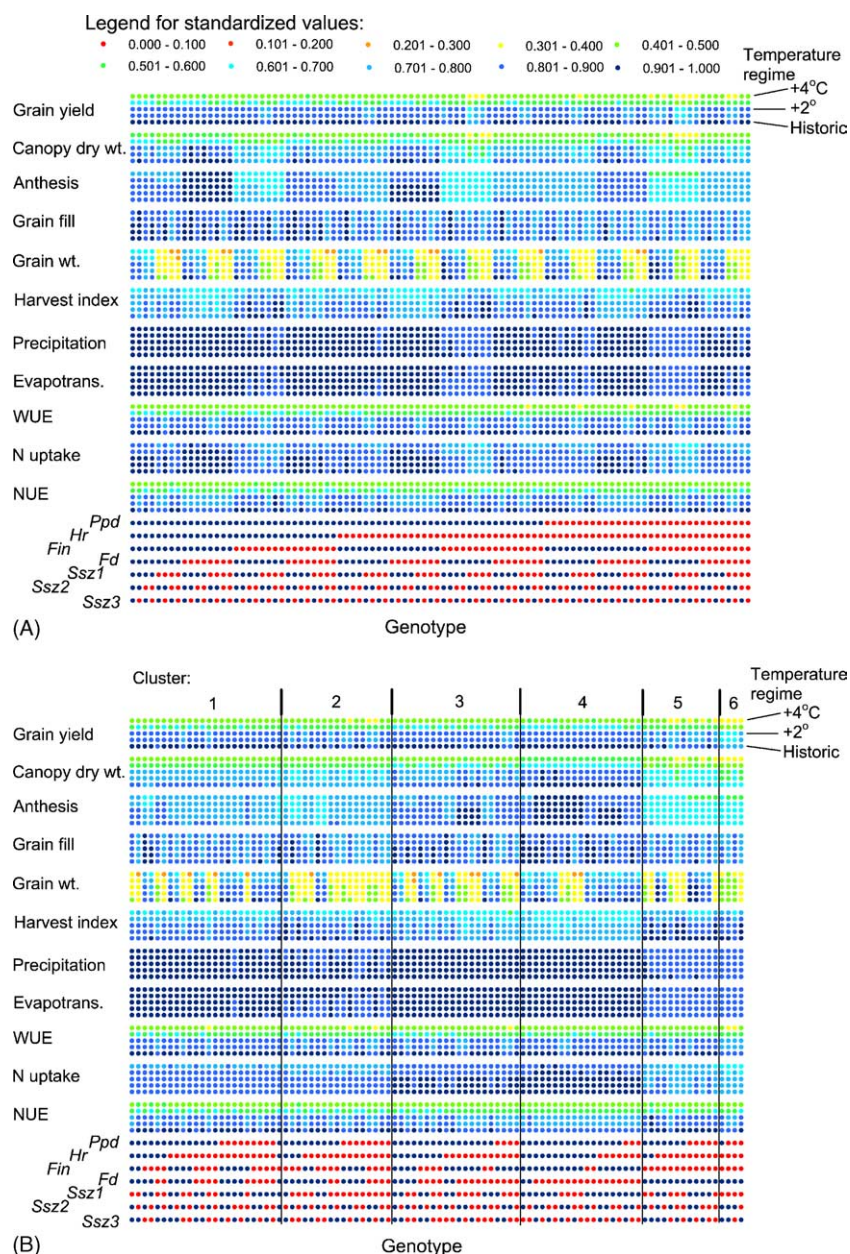 Legend for standardized values:
0.000 - 0.100 0.101 - 0.200 0.201 - 0.300 0.301 - 0.400 0.401 - 0.500
0.501 - 0.600 0.601 - 0.700 0.701 - 0.800 0.801 - 0.900 0.901 - 1.000
Temperature
regime
+4°C
+2°
Historic
Grain yield
Canopy dry wt.
Anthesis
Grain fill
Grain wt.
Harvest index
Precipitation
Evapotrans.
WUE
N uptake
NUE
Ppd
Hr
Fin
Fd
Ssz1
Ssz2
Ssz3
(A)
Genotype
Cluster:
1 2 3 4 5 6
Temperature
regime
+4°C
+2°
Historic
Grain yield
Canopy dry wt.
Anthesis
Grain fill
Grain wt.
Harvest index
Precipitation
Evapotrans.
WUE
N uptake
NUE
Ppd
Hr
Fin
Fd
Ssz1
Ssz2
Ssz3
(B)
Genotype